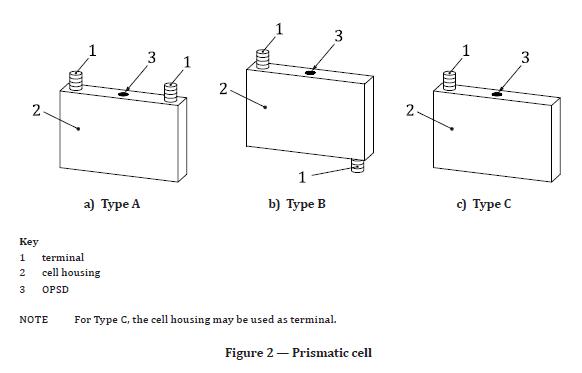 1
3
1
2
a) Type A
1
3
2
1
b) Type B
1
3
2
c) Type C
Key
1 terminal
2 cell housing
3 OPSD
NOTE For Type C, the cell housing may be used as terminal.
Figure 2 — Prismatic cell